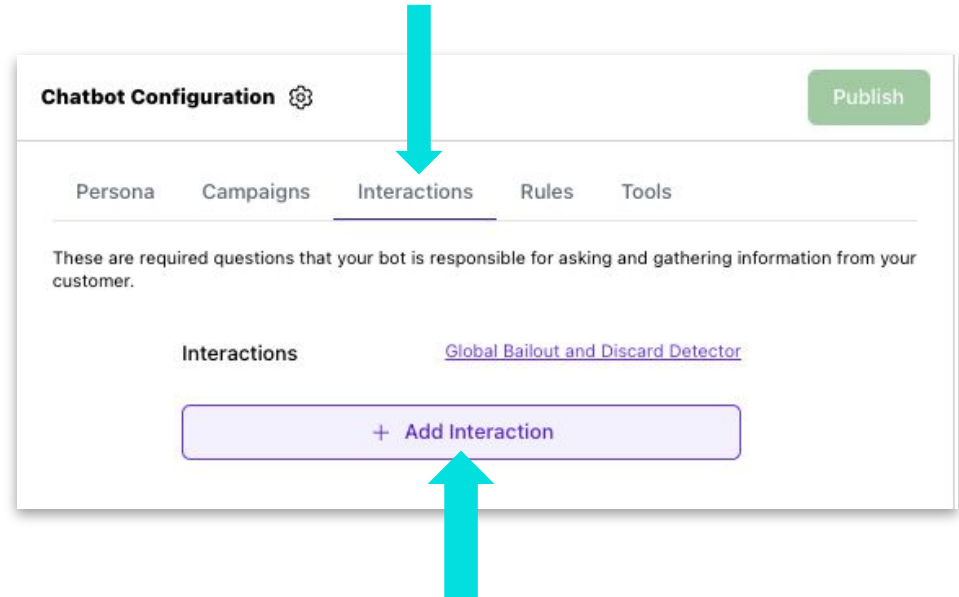 Chatbot Configuration
Publish
Persona Campaigns Interactions Rules Tools
These are required questions that your bot is responsible for asking and gathering information from your
customer.
Interactions Global Bailout and Discard Detector
+ Add Interaction